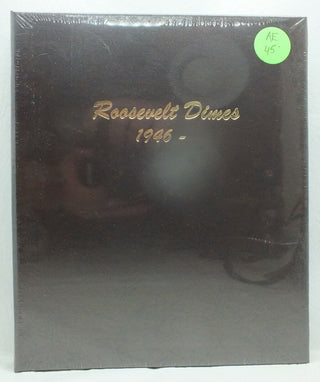 AE
45-
Roosevelt Dimes
1946 -